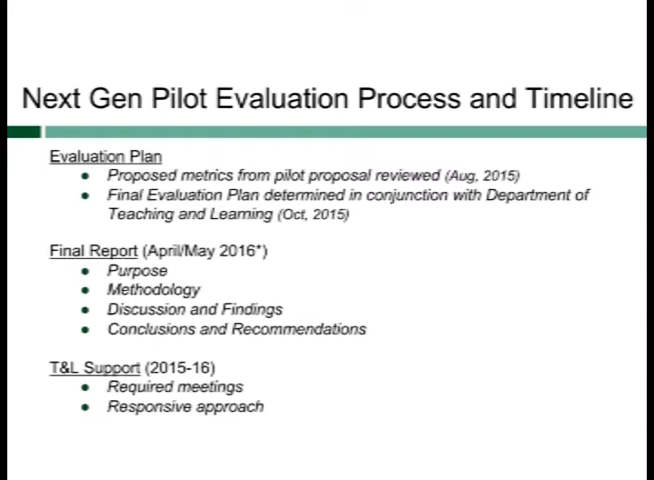 Next Gen Pilot Evaluation Process and Timeline
Evaluation Plan
● Proposed metrics from pilot proposal reviewed (Aug, 2015)
● Final Evaluation Plan determined in conjunction with Department of
Teaching and Learning (Oct, 2015)
Final Report (April/May 2016*)
● Purpose
● Methodology
● Discussion and Findings
● Conclusions and Recommendations
T&L Support (2015-16)
● Required meetings
● Responsive approach